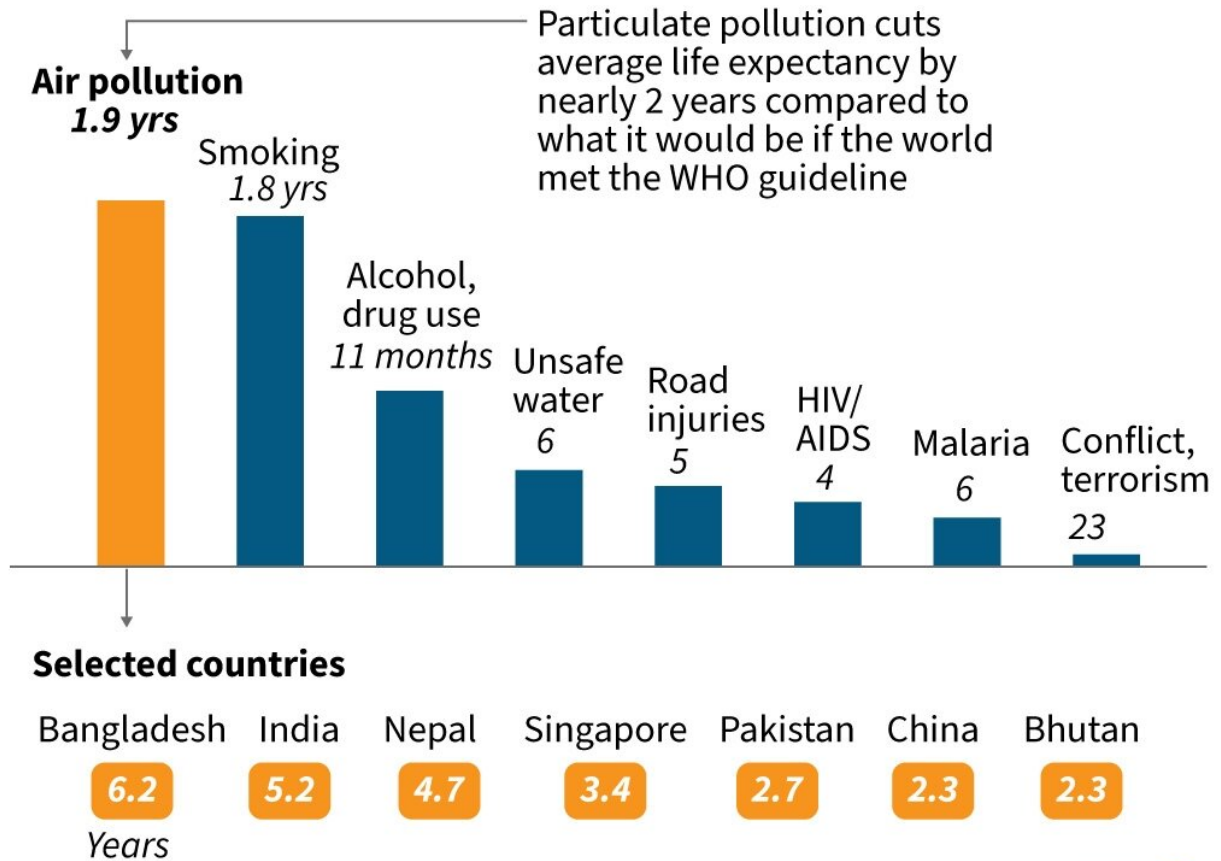 Particulate pollution cuts
average life expectancy by
nearly 2 years compared to
what it would be if the world
met the WHO guideline
Air pollution
1.9 yrs
Smoking
1.8 yrs
Alcohol,
drug use
11 months
Unsafe
water
6
Road
injuries
5
HIV/
AIDS
4
Malaria
6
Conflict,
terrorism
23
Selected countries
Bangladesh India Nepal Singapore Pakistan China Bhutan
6.2 5.2 4.7 3.4 2.7 2.3 2.3
Years